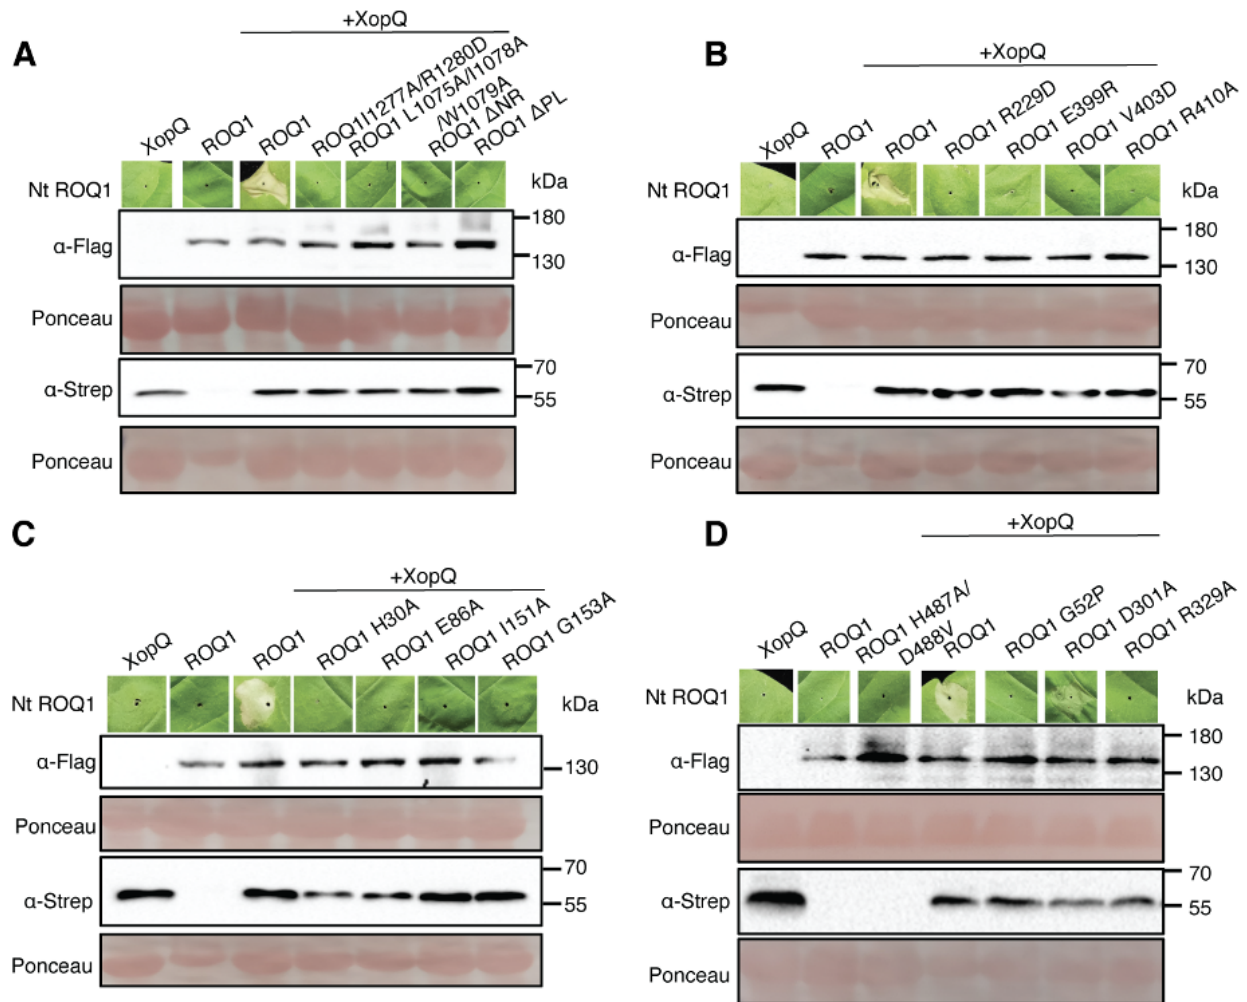 A
+XopQ
XopQ
ROQ1
ROQ1
ROQ1I1277A/R1280D
ROQ1 L1075A/I1078A
/W1079A
ROQ1 ΔNR
ROQ1 ΔPL
Nt ROQ1
kDa
α-Flag
180
130
Ponceau
α-Strep
70
55
Ponceau
B
+XopQ
XopQ
ROQ1
ROQ1
ROQ1 R229D
ROQ1 E399R
ROQ1 V403D
ROQ1 R410A
Nt ROQ1
kDa
α-Flag
180
130
Ponceau
α-Strep
70
55
Ponceau
C
+XopQ
XopQ
ROQ1
ROQ1
ROQ1 H30A
ROQ1 E86A
ROQ1 I151A
ROQ1 G153A
Nt ROQ1
kDa
α-Flag
130
Ponceau
α-Strep
70
55
Ponceau
D
+XopQ
XopQ
ROQ1
ROQ1 H487A/
D488V
ROQ1
ROQ1 G52P
ROQ1 D301A
ROQ1 R329A
Nt ROQ1
kDa
α-Flag
180
130
Ponceau
α-Strep
70
55
Ponceau